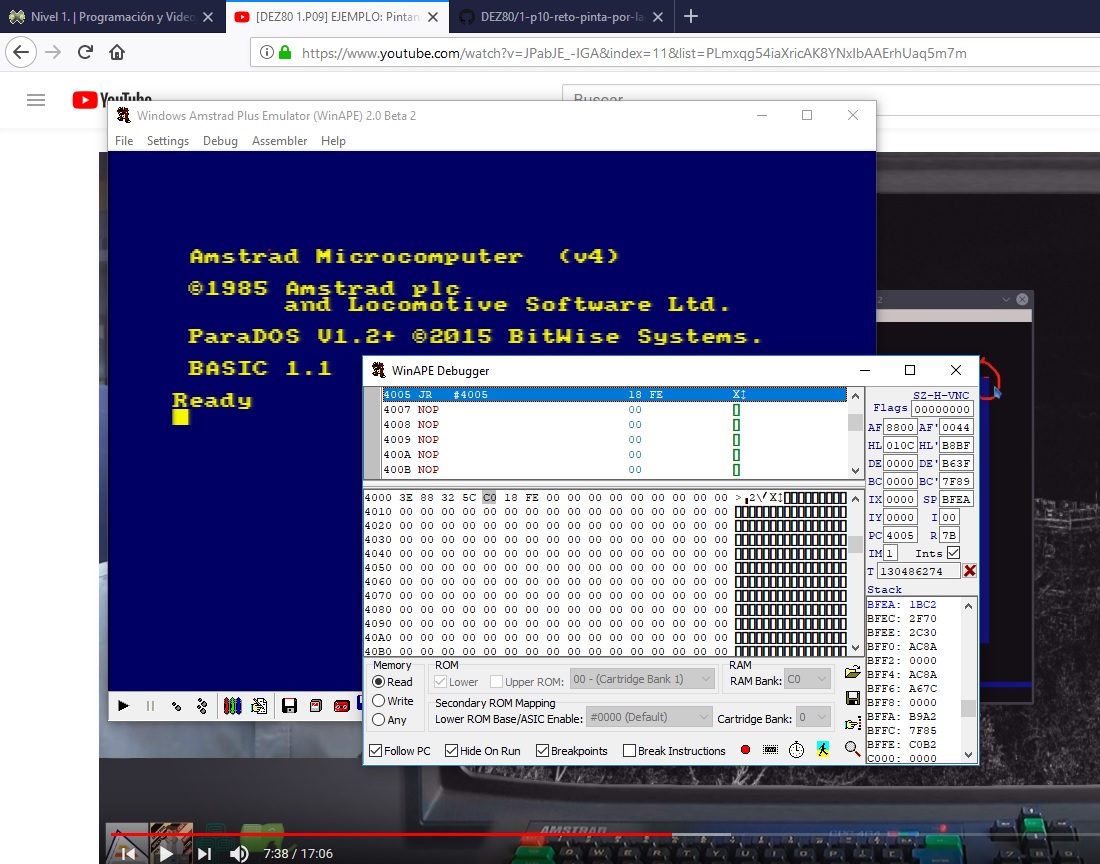 Nivel 1. | Programación y Video
[DEZ80 1.P09] EJEMPLO: Pintan
DEZ80/1-p10-reto-pinta-por-la-
https://www.youtube.com/watch?v=JPabJE_-IGA&index=11&list=PLmxqg54iaXricAK8YNxIbAAErhUaq5m7m
YouTube
Buscar
Windows Amstrad Plus Emulator (WinAPE) 2.0 Beta 2
File Settings Debug Assembler Help
Amstrad Microcomputer (v4)
©1985 Amstrad plc
and Locomotive Software Ltd.
ParaDOS V1.2+ ©2015 BitWise Systems.
BASIC 1.1
Ready
WinAPE Debugger
4005 JR #4005 18 FE X↕
4007 NOP 00
4008 NOP 00
4009 NOP 00
400A NOP 00
400B NOP 00
SZ-H-VNC
Flags 00000000
AF 8800 AF' 0044
HL 010C HL' B8BF
DE 0000 DE' B63F
BC 0000 BC' 7F89
IX 0000 SP BFEA
IY 0000 I 00
PC 4005 R 7B
IM 1 Ints
T 130486274
4000 3E 88 32 5C C0 18 FE 00 00 00 00 00 00 00 00 00
4010 00 00 00 00 00 00 00 00 00 00 00 00 00 00 00 00
4020 00 00 00 00 00 00 00 00 00 00 00 00 00 00 00 00
4030 00 00 00 00 00 00 00 00 00 00 00 00 00 00 00 00
4040 00 00 00 00 00 00 00 00 00 00 00 00 00 00 00 00
4050 00 00 00 00 00 00 00 00 00 00 00 00 00 00 00 00
4060 00 00 00 00 00 00 00 00 00 00 00 00 00 00 00 00
4070 00 00 00 00 00 00 00 00 00 00 00 00 00 00 00 00
4080 00 00 00 00 00 00 00 00 00 00 00 00 00 00 00 00
4090 00 00 00 00 00 00 00 00 00 00 00 00 00 00 00 00
40A0 00 00 00 00 00 00 00 00 00 00 00 00 00 00 00 00
40B0 00 00 00 00 00 00 00 00 00 00 00 00 00 00 00 00
Stack
BFEA: 1BC2
BFEC: 2F70
BFEE: 2C30
BFF0: AC8A
BFF2: 0000
BFF4: AC8A
BFF6: A67C
BFF8: 0000
BFFA: B9A2
BFFC: 7F85
BFFE: C0B2
C000: 0000
Memory
Read
Write
Any
ROM
Lower Upper ROM: 00 - (Cartridge Bank 1)
RAM
RAM Bank: C0
Secondary ROM Mapping
Lower ROM Base/ASIC Enable: #0000 (Default) Cartridge Bank: 0
Follow PC Hide On Run Breakpoints Break Instructions
AMSTRAD
7:38 / 17:06